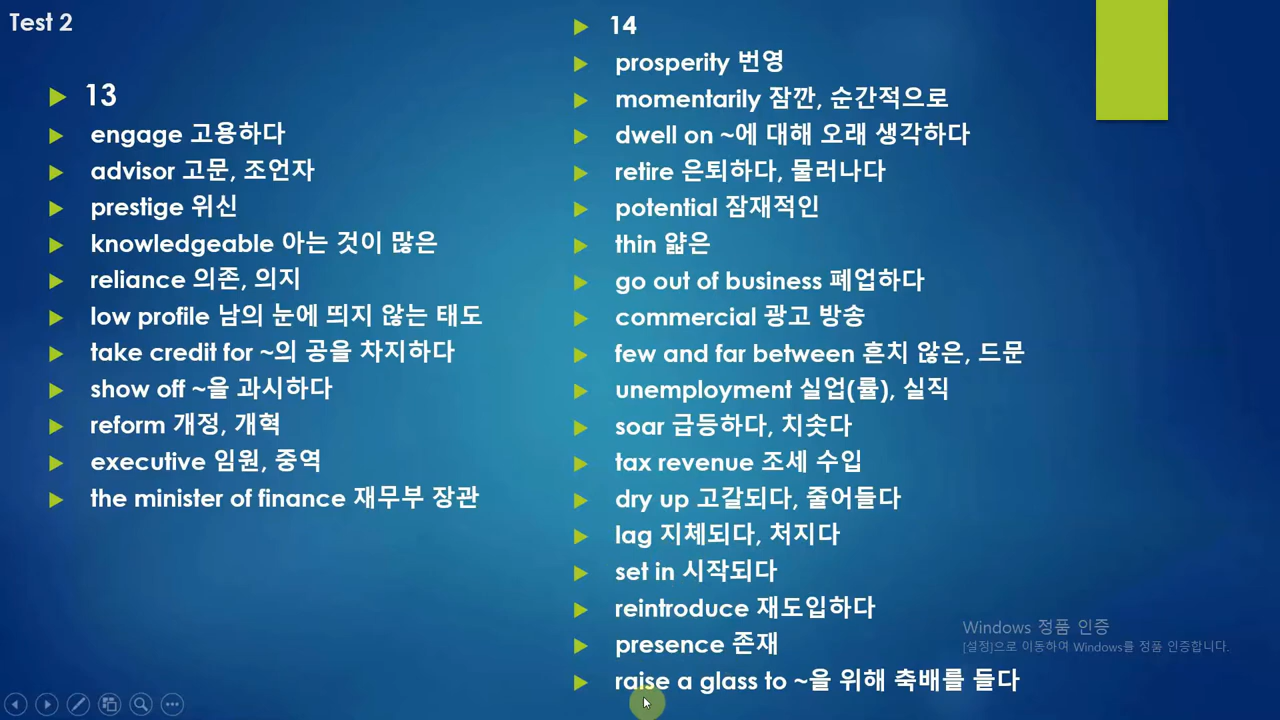 Test 2
13
engage 고용하다
advisor 고문, 조언자
prestige 위신
knowledgeable 아는 것이 많은
reliance 의존, 의지
low profile 남의 눈에 띄지 않는 태도
take credit for ~의 공을 차지하다
show off ~을 과시하다
reform 개정, 개혁
executive 임원, 중역
the minister of finance 재무부 장관
14
prosperity 번영
momentarily 잠깐, 순간적으로
dwell on ~에 대해 오래 생각하다
retire 은퇴하다, 물러나다
potential 잠재적인
thin 얇은
go out of business 폐업하다
commercial 광고 방송
few and far between 흔치 않은, 드문
unemployment 실업(률), 실직
soar 급등하다, 치솟다
tax revenue 조세 수입
dry up 고갈되다, 줄어들다
lag 지체되다, 처지다
set in 시작되다
reintroduce 재도입하다
presence 존재
raise a glass to ~을 위해 축배를 들다
Windows 정품 인증
[설정]으로 이동하여 Windows를 정품 인증합니다.